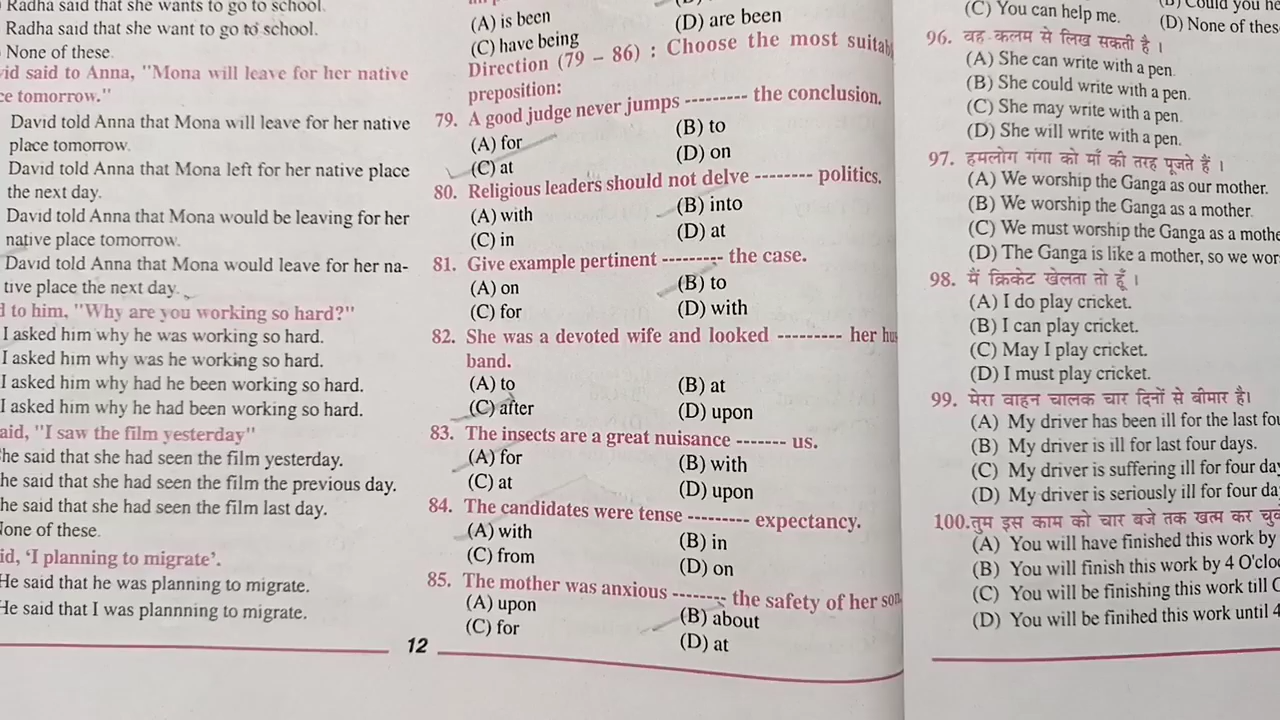 Radha said that she wants to go to school.
Radha said that she want to go to school.
None of these.
said to Anna, "Mona will leave for her native
tomorrow."
David told Anna that Mona will leave for her native
place tomorrow.
David told Anna that Mona left for her native place
the next day.
David told Anna that Mona would be leaving for her
native place tomorrow.
David told Anna that Mona would leave for her na-
tive place the next day.
to him, "Why are you working so hard?"
I asked him why he was working so hard.
I asked him why was he working so hard.
I asked him why had he been working so hard.
I asked him why he had been working so hard.
"I saw the film yesterday"
said that she had seen the film yesterday.
said that she had seen the film the previous day.
said that she had seen the film last day.
None of these.
'I planning to migrate'.
He said that he was planning to migrate.
He said that I was plannning to migrate.
12
(A) is been
(D) are been
(C) have being
Direction (79 – 86) : Choose the most
preposition:
79. A good judge never jumps --------- the conclusion.
(A) for
(B) to
(C) at
(D) on
80. Religious leaders should not delve -------- politics.
(A) with
(B) into
(C) in
(D) at
81. Give example pertinent --------- the case.
(A) on
(B) to
(C) for
(D) with
82. She was a devoted wife and looked --------- her
band.
(A) to
(B) at
(C) after
(D) upon
83. The insects are a great nuisance ------- us.
(A) for
(B) with
(C) at
(D) upon
84. The candidates were tense --------- expectancy.
(A) with
(B) in
(C) from
(D) on
85. The mother was anxious -------- the safety of her son.
(A) upon
(B) about
(C) for
(D) at
(C) You can help me.
(D) None of
96. वह कलम से लिख सकती है ।
(A) She can write with a pen.
(B) She could write with a pen.
(C) She may write with a pen.
(D) She will write with a pen.
97. हमलोग गंगा को माँ की तरह पूजते हैं ।
(A) We worship the Ganga as our mother.
(B) We worship the Ganga as a mother.
(C) We must worship the Ganga as a
(D) The Ganga is like a mother, so we
98. मैं क्रिकेट खेलता तो हूँ ।
(A) I do play cricket.
(B) I can play cricket.
(C) May I play cricket.
(D) I must play cricket.
99. मेरा वाहन चालक चार दिनों से बीमार है।
(A) My driver has been ill for the last
(B) My driver is ill for last four days.
(C) My driver is suffering ill for four
(D) My driver is seriously ill for four
100. तुम इस काम को चार बजे तक खत्म कर
(A) You will have finished this work by
(B) You will finish this work by 4
(C) You will be finishing this work till
(D) You will be finihed this work until 4